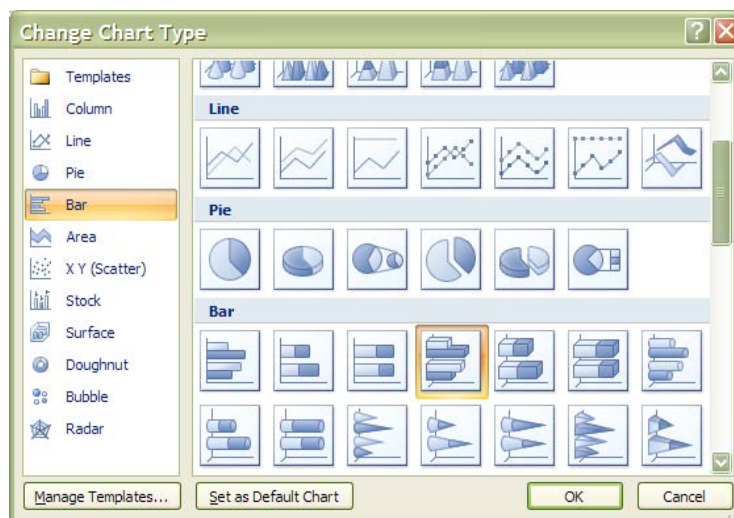 Change Chart Type
Templates
Column
Line
Pie
Bar
Area
X Y (Scatter)
Stock
Surface
Doughnut
Bubble
Radar
Line
Pie
Bar
Manage Templates...
Set as Default Chart
OK
Cancel